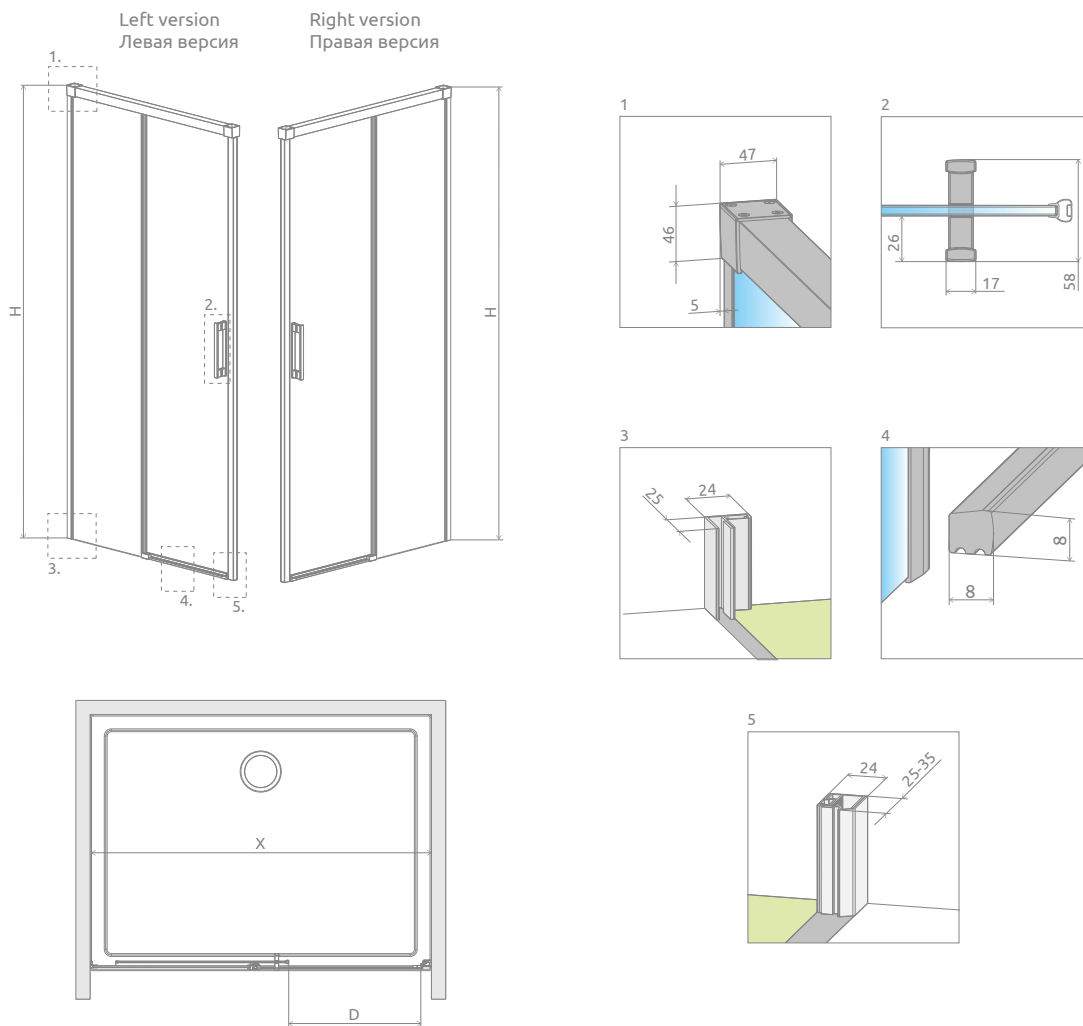 Left version
Левая версия
Right version
Правая версия
1.
H
2.
3.
4.
5.
H
1
47
46
5
2
26
17
58
3
25
24
4
8
8
X
D
5
24
25-35